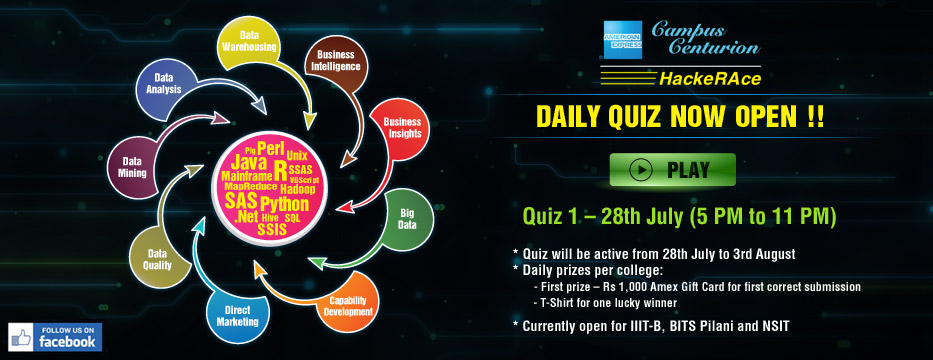 Data
Warehousing
Business
Intelligence
Business
Insights
Big
Data
Capability
Development
Direct
Marketing
Data
Quality
Data
Mining
Data
Analysis
Pig Perl Unix
Java R SSAS
Mainframe VBScript
MapReduce Hadoop
SAS Python
.Net Hive SQL
SSIS
AMERICAN
EXPRESS
Campus
Centurion
HackeRAce
DAILY QUIZ NOW OPEN !!
PLAY
Quiz 1 – 28th July (5 PM to 11 PM)
* Quiz will be active from 28th July to 3rd August
* Daily prizes per college:
- First prize – Rs 1,000 Amex Gift Card for first correct submission
- T-Shirt for one lucky winner
* Currently open for IIIT-B, BITS Pilani and NSIT
FOLLOW US ON
facebook